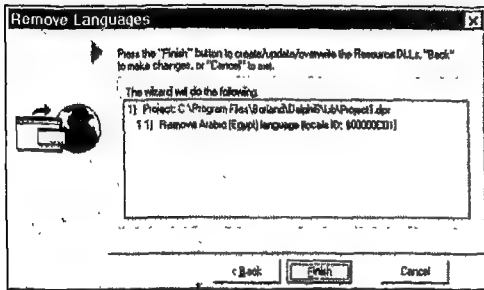 Remove Languages
Press the "Finish" button to create/update/overwrite the Resource DLLs, "Back"
to make changes, or "Cancel" to exit.
The wizard will do the following:
1) Project: C:\Program Files\Borland\Delphi5\Job\Project1.dpr
1.1) Remove Arabic (Egypt) language (locale ID: $00000C01)
< Back
Finish
Cancel